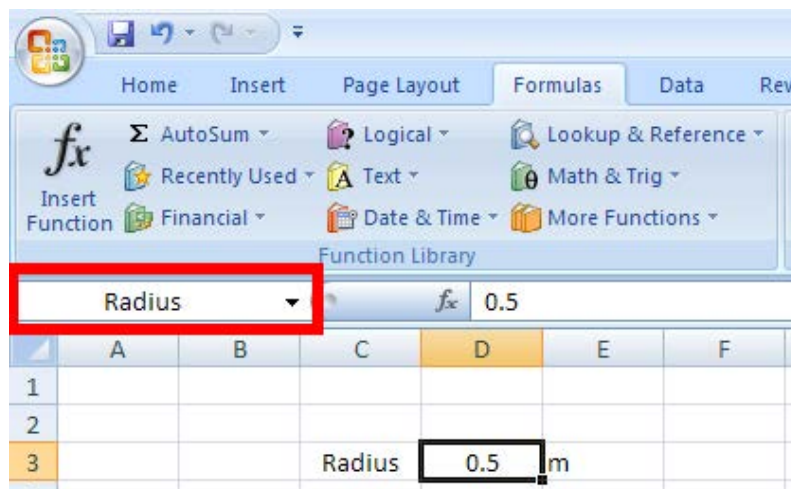 Home Insert Page Layout Formulas Data Rev
fx Σ AutoSum Logical Lookup & Reference
Recently Used A Text θ Math & Trig
Insert Function Financial Date & Time More Functions
Function Library
Radius fx 0.5
A B C D E F
1
2
3 Radius 0.5 m